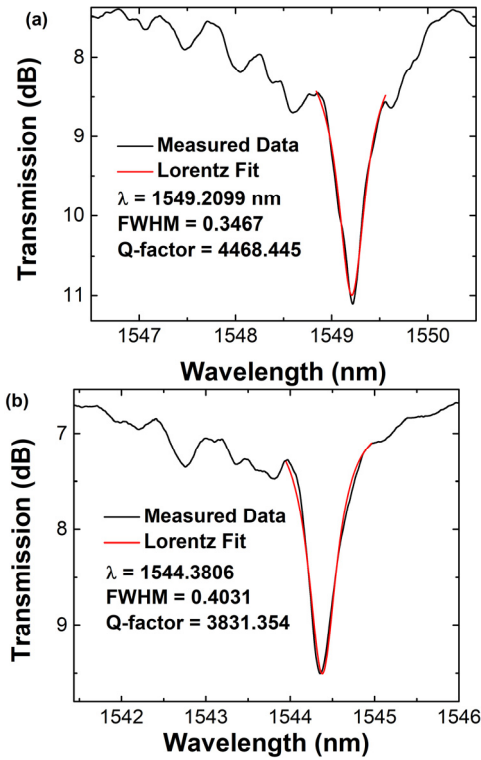 (a)
Transmission (dB)
8
9
10
11
Measured Data
Lorentz Fit
λ = 1549.2099 nm
FWHM = 0.3467
Q-factor = 4468.445
1547 1548 1549 1550
Wavelength (nm)
(b)
Transmission (dB)
7
8
9
Measured Data
Lorentz Fit
λ = 1544.3806
FWHM = 0.4031
Q-factor = 3831.354
1542 1543 1544 1545 1546
Wavelength (nm)